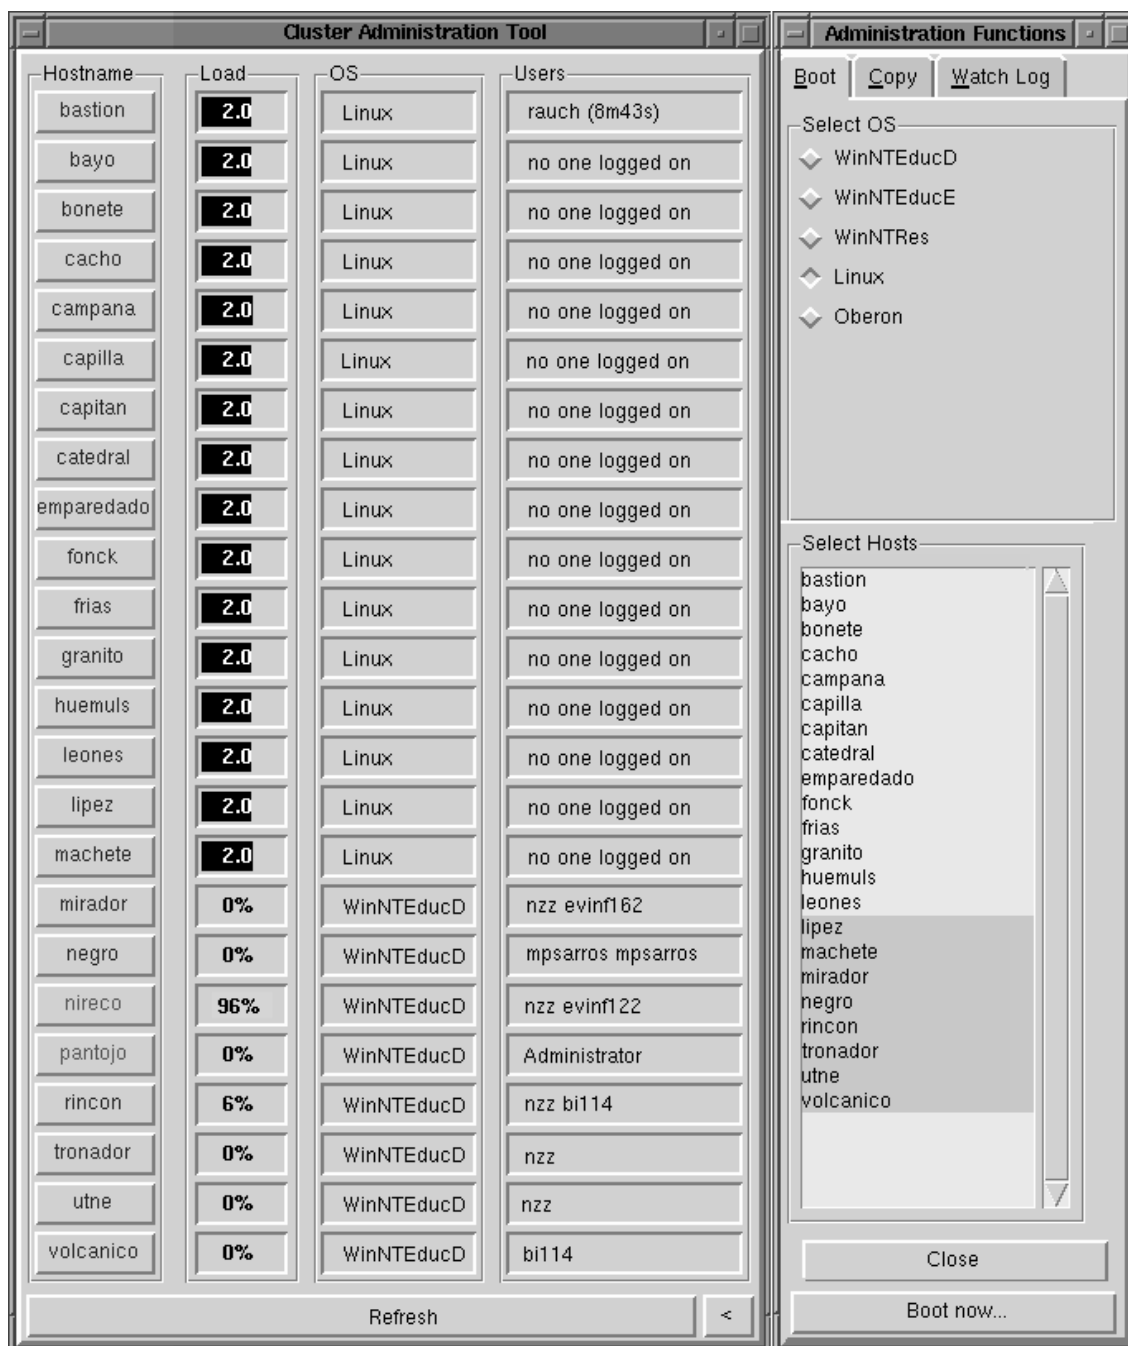 Cluster Administration Tool
Hostname Load OS Users
bastion 2.0 Linux rauch (8m43s)
bayo 2.0 Linux no one logged on
bonete 2.0 Linux no one logged on
cacho 2.0 Linux no one logged on
campana 2.0 Linux no one logged on
capilla 2.0 Linux no one logged on
capitan 2.0 Linux no one logged on
catedral 2.0 Linux no one logged on
emparedado 2.0 Linux no one logged on
fonck 2.0 Linux no one logged on
frias 2.0 Linux no one logged on
granito 2.0 Linux no one logged on
huemuls 2.0 Linux no one logged on
leones 2.0 Linux no one logged on
lipez 2.0 Linux no one logged on
machete 2.0 Linux no one logged on
mirador 0% WinNTEducD nzz evinf162
negro 0% WinNTEducD mpsarros mpsarros
nireco 96% WinNTEducD nzz evinf122
pantojo 0% WinNTEducD Administrator
rincon 6% WinNTEducD nzz bi114
tronador 0% WinNTEducD nzz
utne 0% WinNTEducD nzz
volcanico 0% WinNTEducD bi114
Refresh <
Administration Functions
Boot Copy Watch Log
Select OS
WinNTEducD
WinNTEducE
WinNTRes
Linux
Oberon
Select Hosts
bastion
bayo
bonete
cacho
campana
capilla
capitan
catedral
emparedado
fonck
frias
granito
huemuls
leones
lipez
machete
mirador
negro
rincon
tronador
utne
volcanico
Close
Boot now...